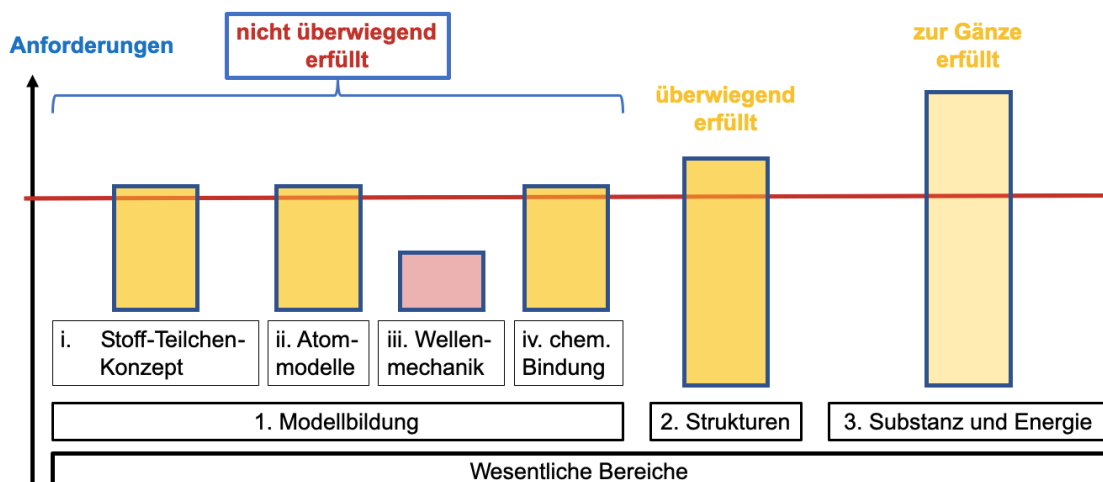 Anforderungen
nicht überwiegend
erfüllt
überwiegend
erfüllt
zur Gänze
erfüllt
i. Stoff-Teilchen-
Konzept
ii. Atom-
modelle
iii. Wellen-
mechanik
iv. chem.
Bindung
1. Modellbildung
2. Strukturen
3. Substanz und Energie
Wesentliche Bereiche